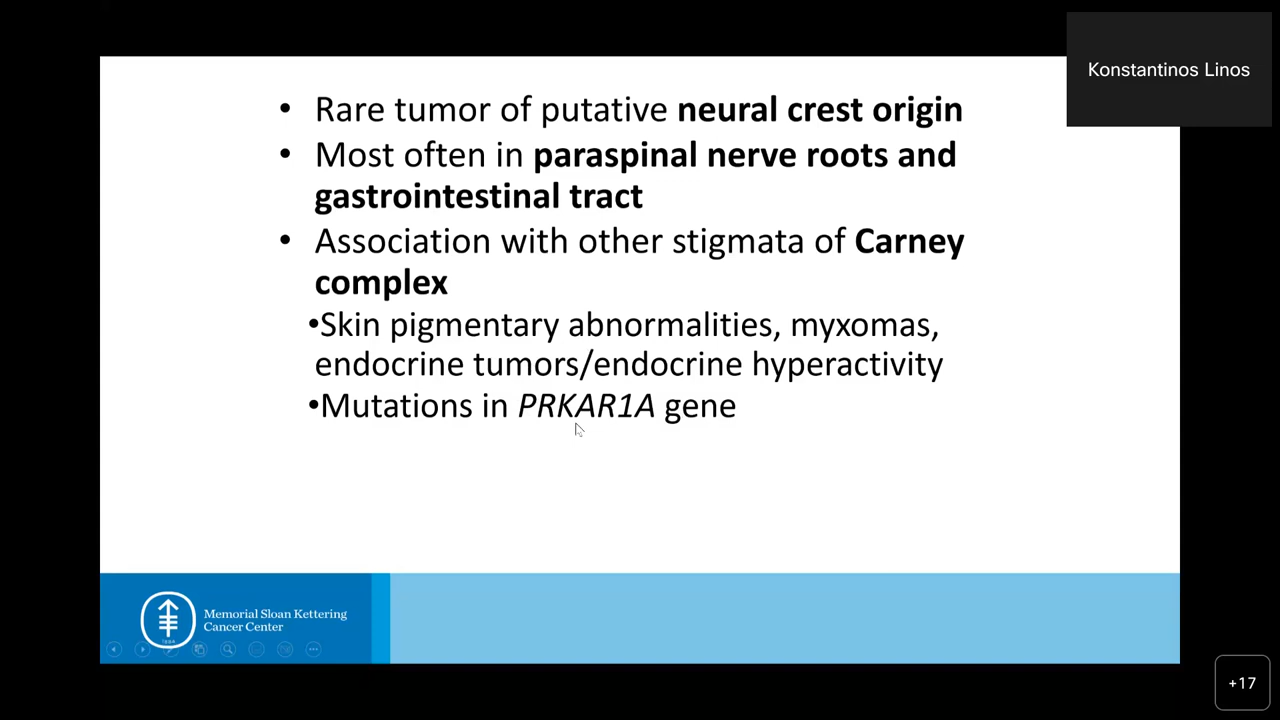 Konstantinos Linos
• Rare tumor of putative neural crest origin
• Most often in paraspinal nerve roots and
gastrointestinal tract
• Association with other stigmata of Carney
complex
•Skin pigmentary abnormalities, myxomas,
endocrine tumors/endocrine hyperactivity
•Mutations in PRKAR1A gene
Memorial Sloan Kettering
Cancer Center
+17